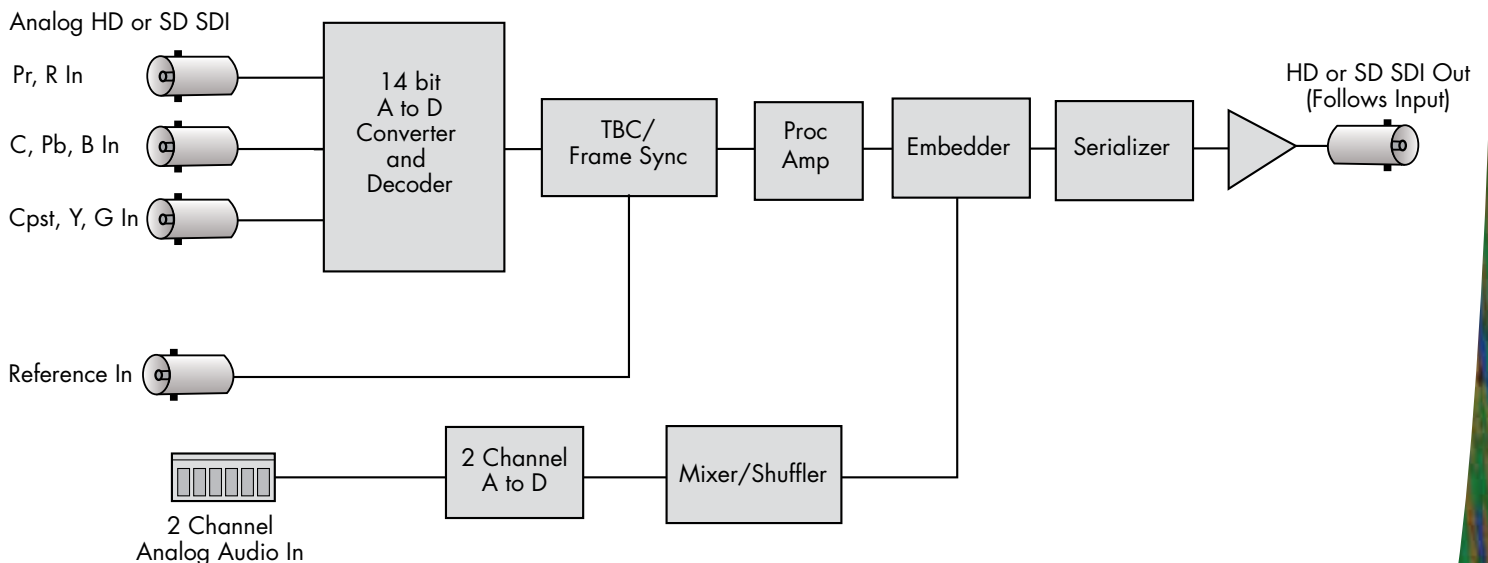 Analog HD or SD SDI
Pr, R In
C, Pb, B In
Cpst, Y, G In
14 bit
A to D
Converter
and
Decoder
TBC/
Frame Sync
Proc
Amp
Embedder
Serializer
HD or SD SDI Out
(Follows Input)
Reference In
2 Channel
Analog Audio In
2 Channel
A to D
Mixer/Shuffler